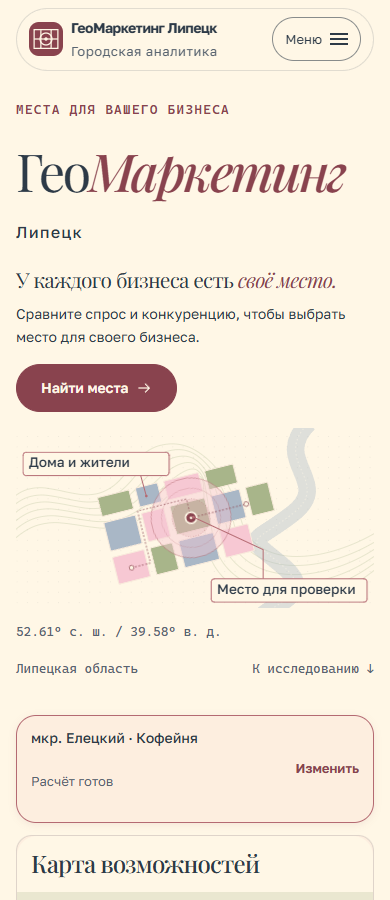 ГеоМаркетинг Липецк
Городская аналитика
Меню
МЕСТА ДЛЯ ВАШЕГО БИЗНЕСА
ГеоМаркетинг
Липецк
У каждого бизнеса есть своё место.
Сравните спрос и конкуренцию, чтобы выбрать
место для своего бизнеса.
Найти места →
Дома и жители
Место для проверки
52.61° с. ш. / 39.58° в. д.
Липецкая область
К исследованию ↓
мкр. Елецкий · Кофейня
Изменить
Расчёт готов
Карта возможностей